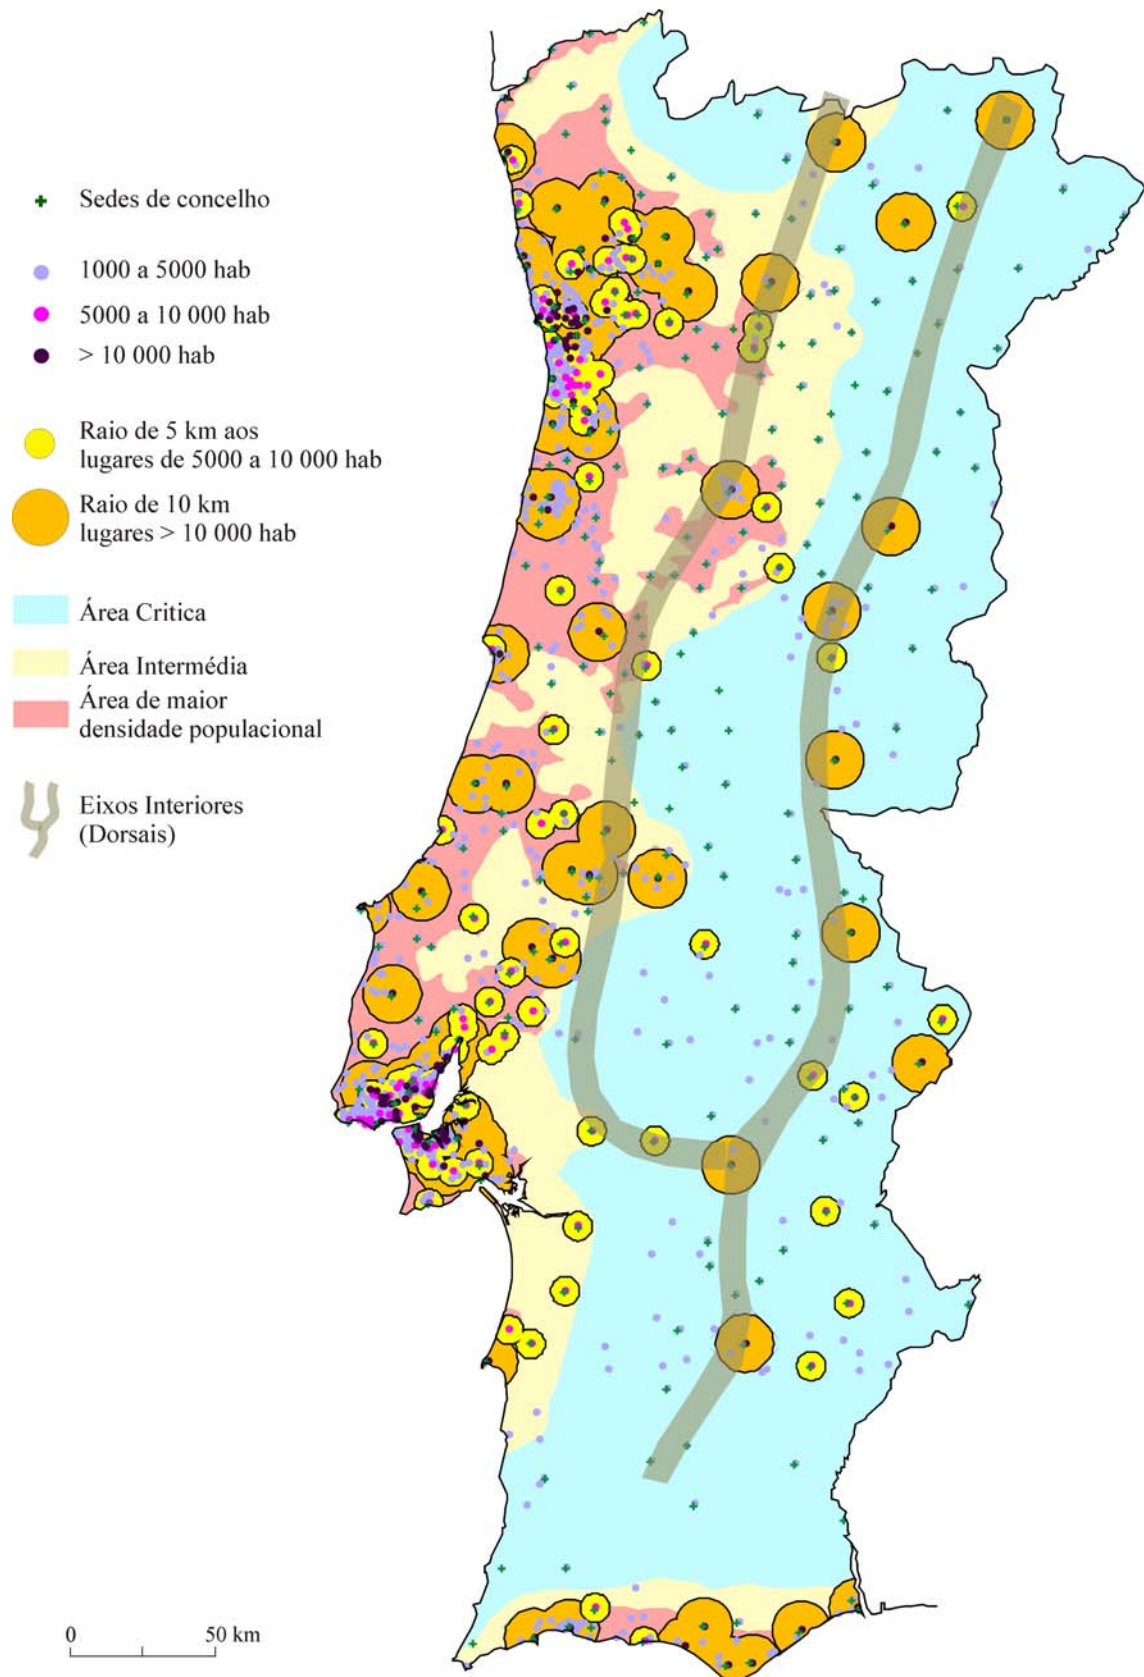 Sedes de concelho
1000 a 5000 hab
5000 a 10 000 hab
> 10 000 hab
Raio de 5 km aos
lugares de 5000 a 10 000 hab
Raio de 10 km
lugares > 10 000 hab
Área Critica
Área Intermédia
Área de maior
densidade populacional
Eixos Interiores
(Dorsais)
0 50 km